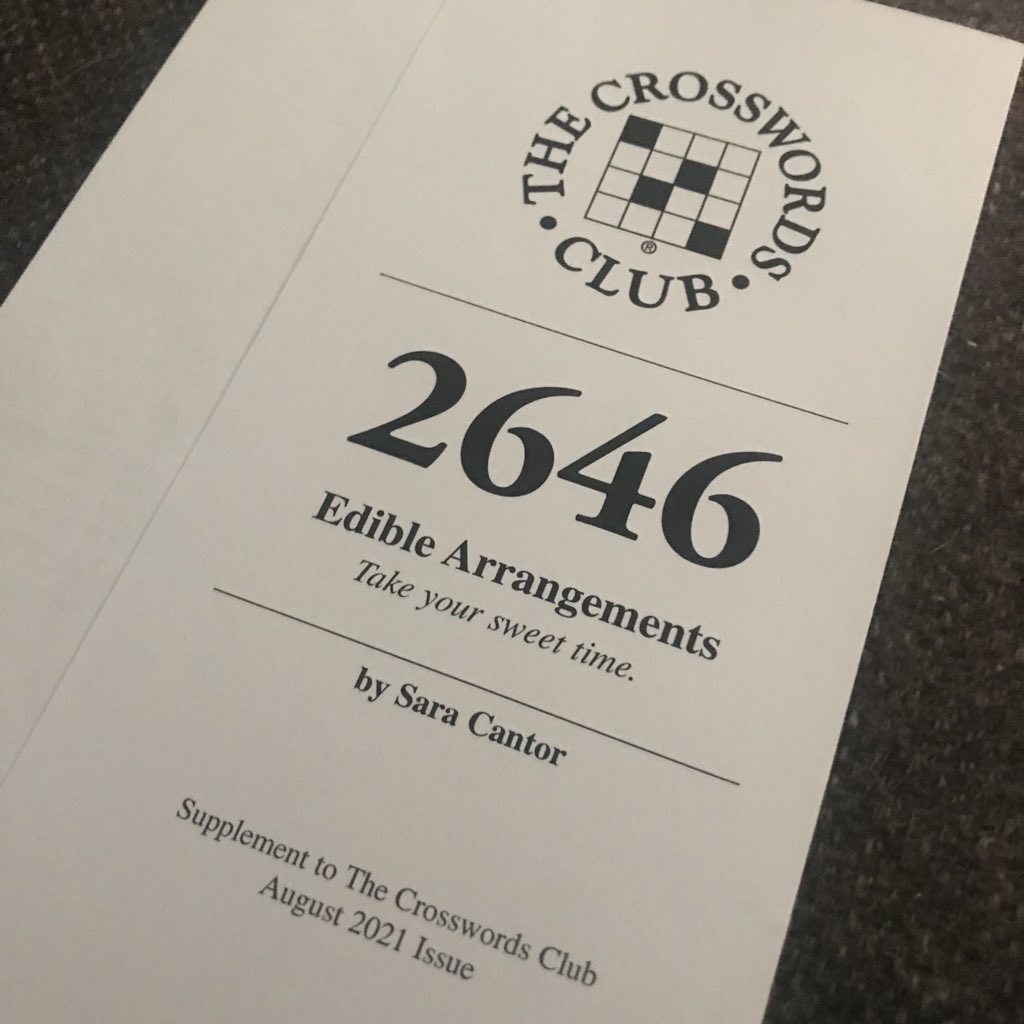 THE CROSSWORDS
• CLUB •
®
2646
Edible Arrangements
Take your sweet time.
by Sara Cantor
Supplement to The Crosswords Club
August 2021 Issue